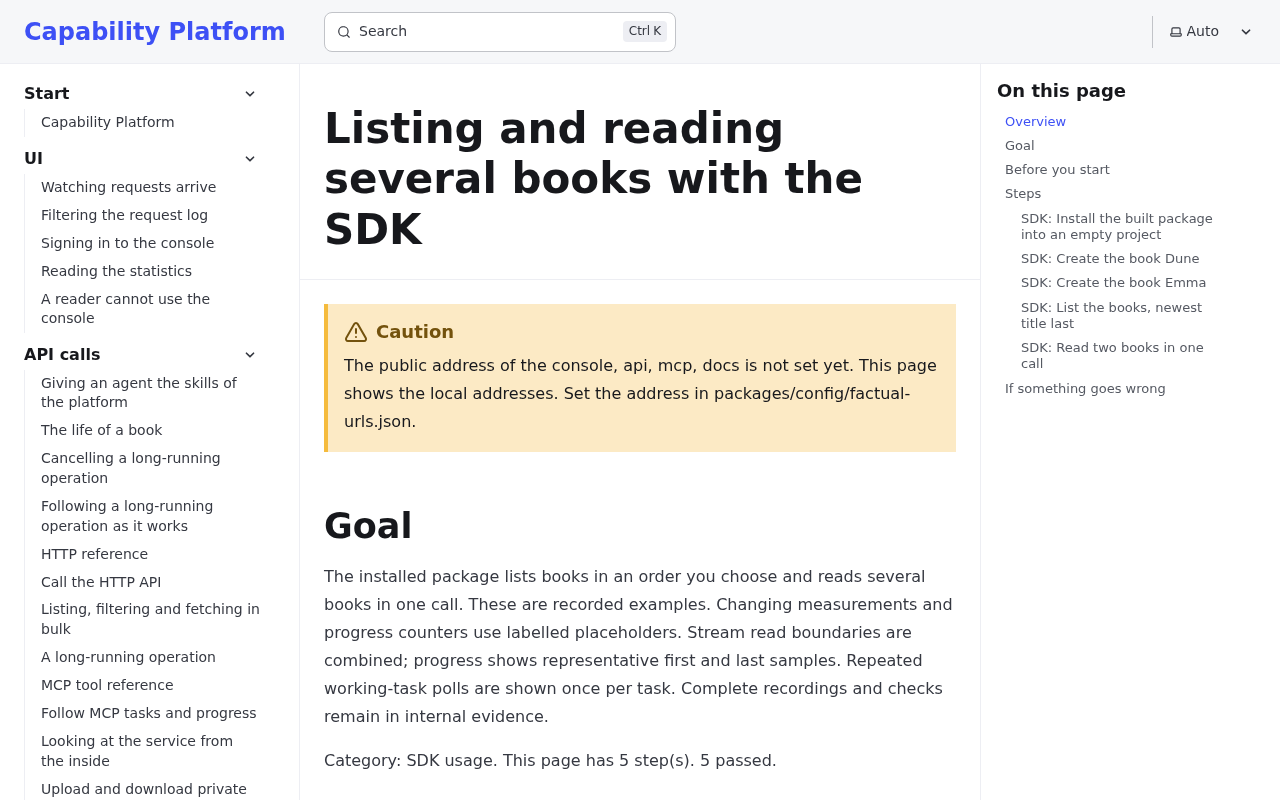 Capability Platform
Search
Ctrl K
Auto
Start
Capability Platform
UI
Watching requests arrive
Filtering the request log
Signing in to the console
Reading the statistics
A reader cannot use the
console
API calls
Giving an agent the skills of
the platform
The life of a book
Cancelling a long-running
operation
Following a long-running
operation as it works
HTTP reference
Call the HTTP API
Listing, filtering and fetching in
bulk
A long-running operation
MCP tool reference
Follow MCP tasks and progress
Looking at the service from
the inside
Upload and download private
Listing and reading
several books with the
SDK
Caution
The public address of the console, api, mcp, docs is not set yet. This page
shows the local addresses. Set the address in packages/config/factual-
urls.json.
Goal
The installed package lists books in an order you choose and reads several
books in one call. These are recorded examples. Changing measurements and
progress counters use labelled placeholders. Stream read boundaries are
combined; progress shows representative first and last samples. Repeated
working-task polls are shown once per task. Complete recordings and checks
remain in internal evidence.
Category: SDK usage. This page has 5 step(s). 5 passed.
On this page
Overview
Goal
Before you start
Steps
SDK: Install the built package
into an empty project
SDK: Create the book Dune
SDK: Create the book Emma
SDK: List the books, newest
title last
SDK: Read two books in one
call
If something goes wrong